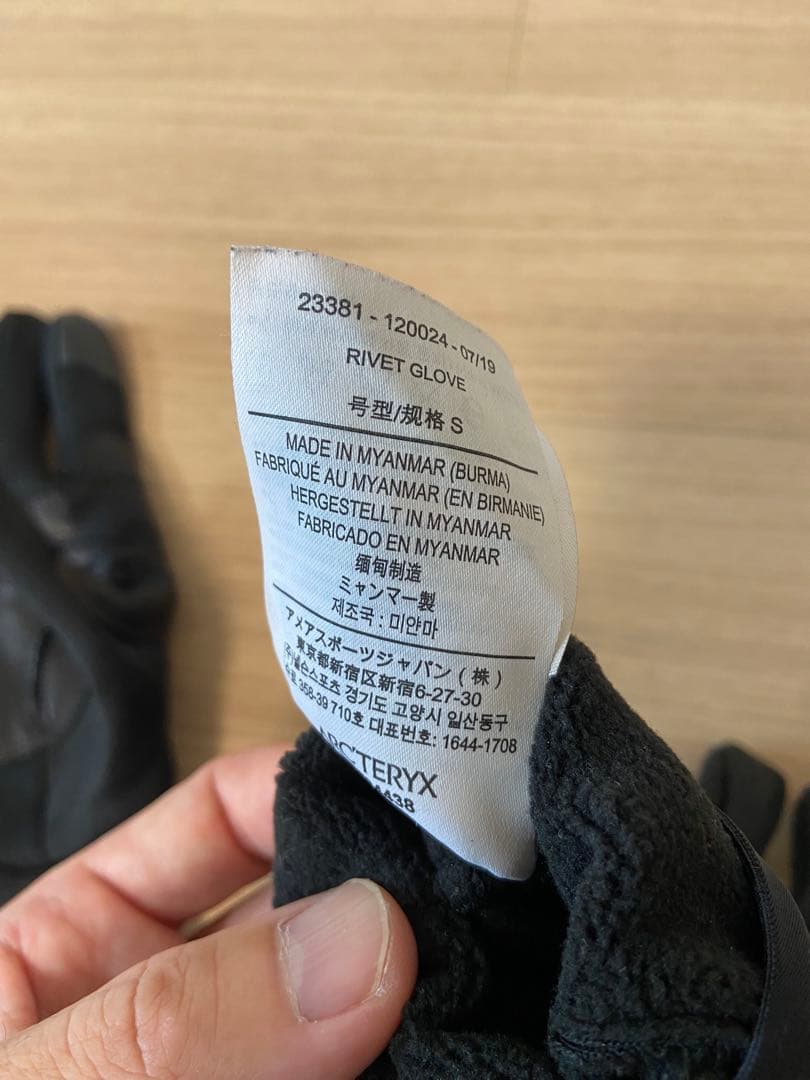 23381 - 120024 - 07/19
RIVET GLOVE
号型/规格 S
MADE IN MYANMAR (BURMA)
FABRIQUÉ AU MYANMAR (EN BIRMANIE)
HERGESTELLT IN MYANMAR
FABRICADO EN MYANMAR
缅甸制造
ミャンマー製
제조국 : 미얀마
アメアスポーツジャパン ( 株 )
東京都新宿区新宿6-27-30
경기도 고양시 일산동구
358-39 710호 대표번호: 1644-1708
ARC'TERYX